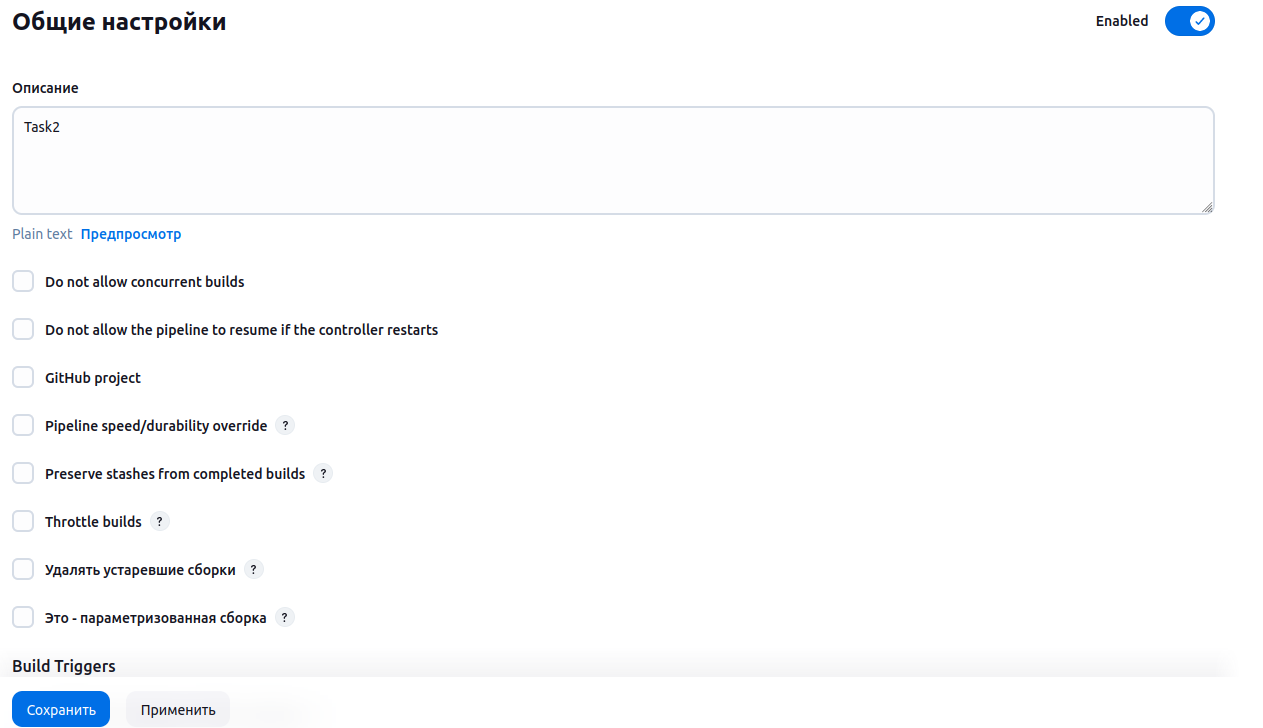 Общие настройки
Enabled
Описание
Task2
Plain text Предпросмотр
Do not allow concurrent builds
Do not allow the pipeline to resume if the controller restarts
GitHub project
Pipeline speed/durability override ?
Preserve stashes from completed builds ?
Throttle builds ?
Удалять устаревшие сборки ?
Это - параметризованная сборка ?
Build Triggers
Сохранить Применить